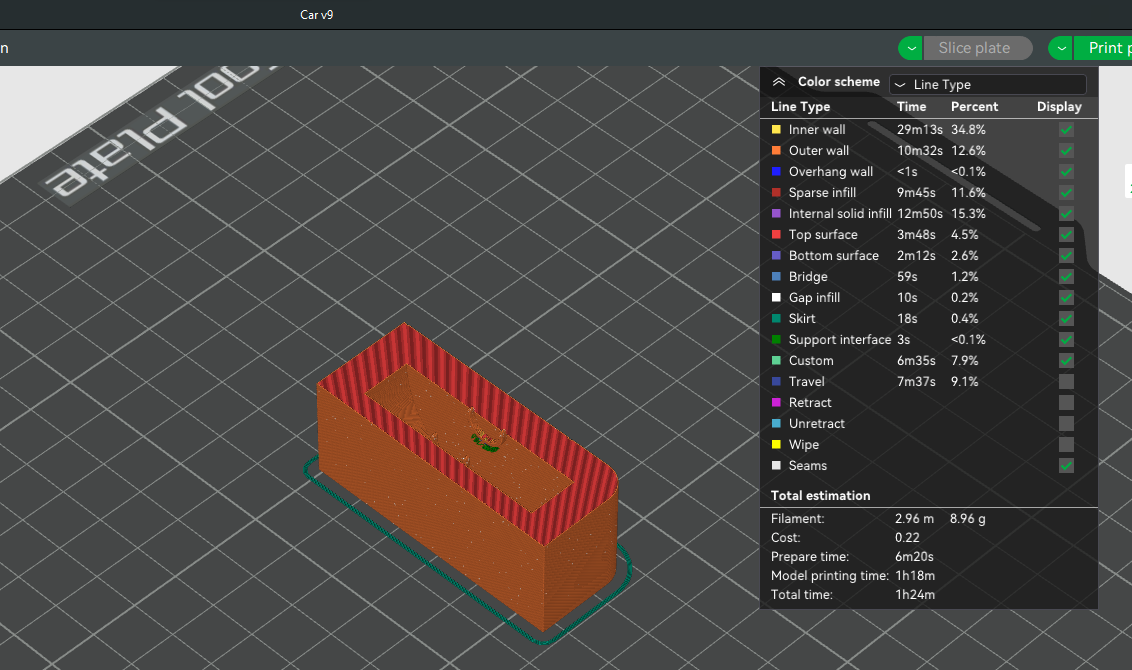 Car v9
n
Slice plate
Print p
Cool Plate
Color scheme Line Type
Line Type Time Percent Display
Inner wall 29m13s 34.8%
Outer wall 10m32s 12.6%
Overhang wall <1s <0.1%
Sparse infill 9m45s 11.6%
Internal solid infill 12m50s 15.3%
Top surface 3m48s 4.5%
Bottom surface 2m12s 2.6%
Bridge 59s 1.2%
Gap infill 10s 0.2%
Skirt 18s 0.4%
Support interface 3s <0.1%
Custom 6m35s 7.9%
Travel 7m37s 9.1%
Retract
Unretract
Wipe
Seams
Total estimation
Filament: 2.96 m 8.96 g
Cost: 0.22
Prepare time: 6m20s
Model printing time: 1h18m
Total time: 1h24m